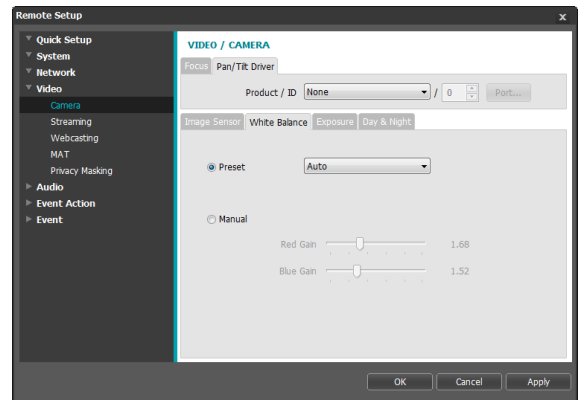 Remote Setup x
Quick Setup
System
Network
Video
Camera
Streaming
Webcasting
MAT
Privacy Masking
Audio
Event Action
Event
VIDEO / CAMERA
Focus Pan/Tilt Driver
Product / ID None / 0 Port...
Image Sensor White Balance Exposure Day & Night
Preset Auto
Manual
Red Gain 1.68
Blue Gain 1.52
OK Cancel Apply